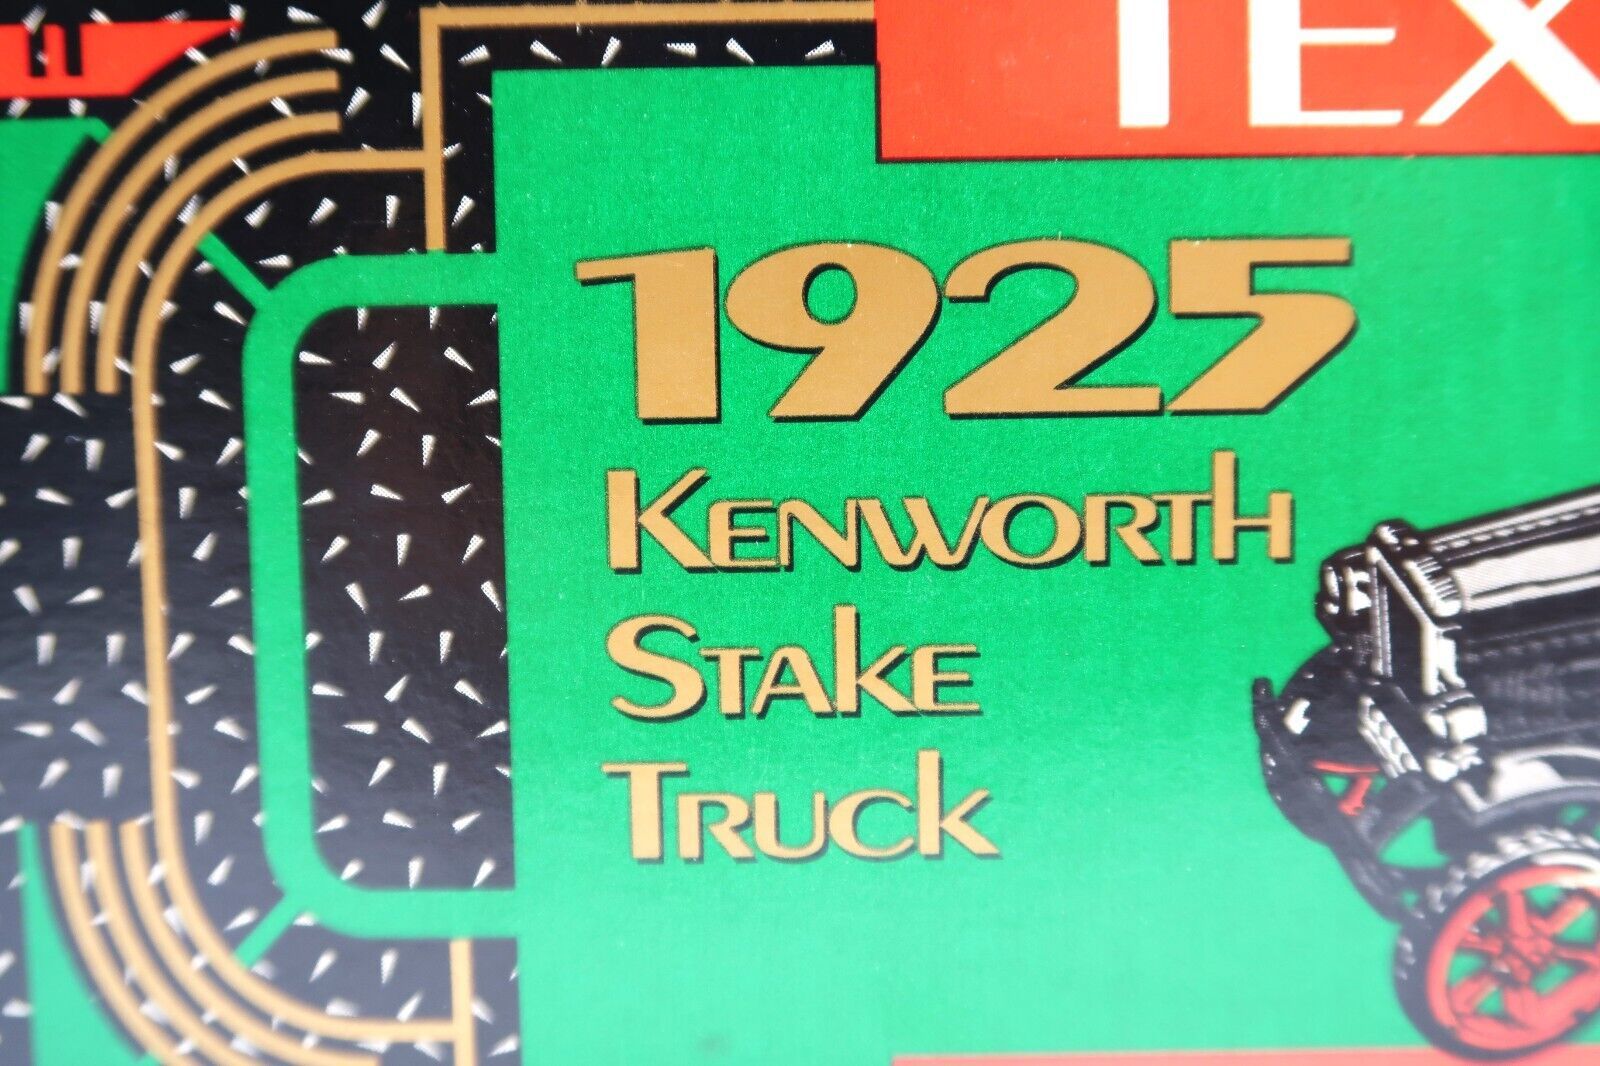 TEX
1925
KENWORTH
STAKE
TRUCK